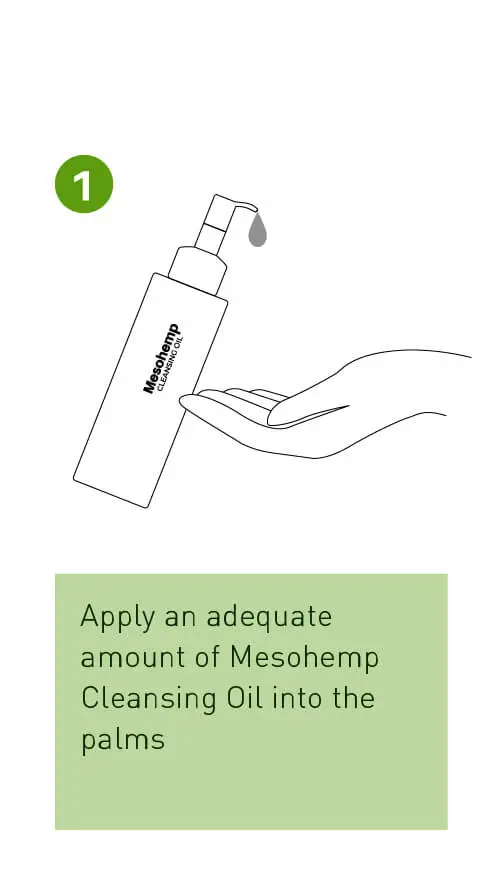 1
Mesohemp
CLEANSING OIL
Apply an adequate
amount of Mesohemp
Cleansing Oil into the
palms